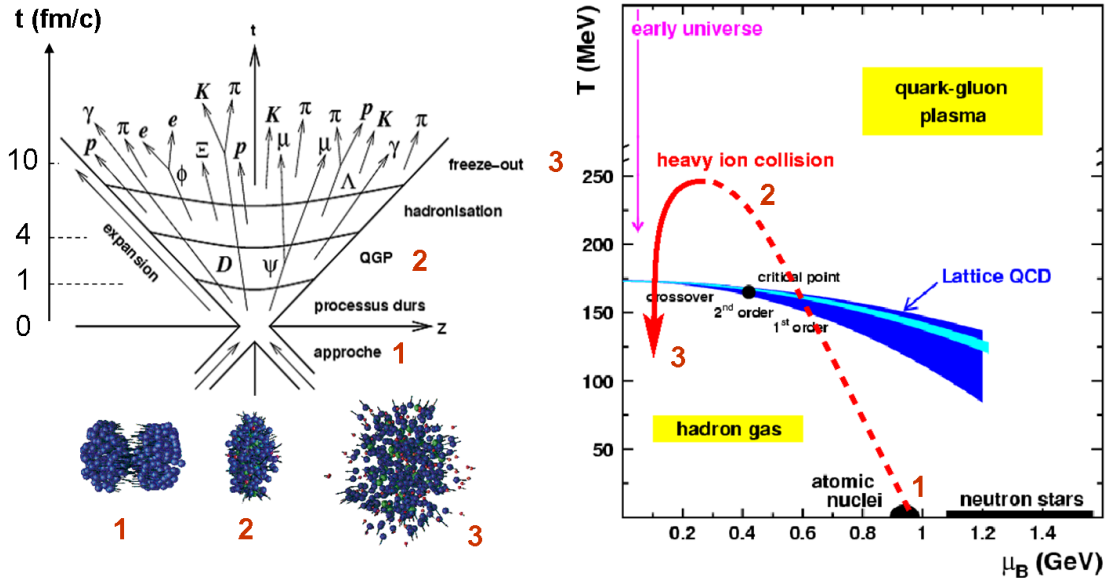 t (fm/c)
t
K π
γ π e e K π π p K π
p Ξ p μ μ γ
10
ϕ Λ
freeze-out
3
hadronisation
4
expansion
D ψ
QGP 2
1
processus durs
0
z
approche 1
1 2 3
T (MeV)
early universe
quark-gluon
plasma
heavy ion collision
250
2
200
critical point
Lattice QCD
crossover
2nd order
150
1st order
3
100
hadron gas
50
1
atomic
nuclei
neutron stars
0.2 0.4 0.6 0.8 1 1.2 1.4
μB (GeV)